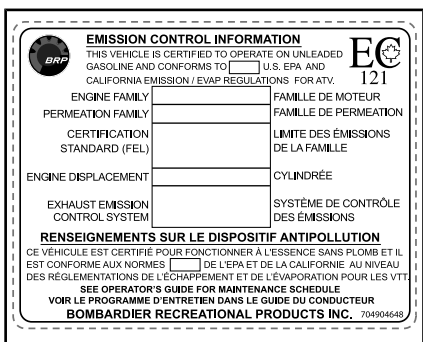 EMISSION CONTROL INFORMATION
BRP
THIS VEHICLE IS CERTIFIED TO OPERATE ON UNLEADED
GASOLINE AND CONFORMS TO U.S. EPA AND
CALIFORNIA EMISSION / EVAP REGULATIONS FOR ATV.
EC
121
ENGINE FAMILY FAMILLE DE MOTEUR
PERMEATION FAMILY FAMILLE DE PERMEATION
CERTIFICATION LIMITE DES ÉMISSIONS
STANDARD (FEL) DE LA FAMILLE
ENGINE DISPLACEMENT CYLINDRÉE
EXHAUST EMISSION SYSTÈME DE CONTRÔLE
CONTROL SYSTEM DES ÉMISSIONS
RENSEIGNEMENTS SUR LE DISPOSITIF ANTIPOLLUTION
CE VÉHICULE EST CERTIFIÉ POUR FONCTIONNER À L'ESSENCE SANS PLOMB ET IL
EST CONFORME AUX NORMES DE L'EPA ET DE LA CALIFORNIE AU NIVEAU
DES RÉGLEMENTATIONS DE L'ÉCHAPPEMENT ET DE L'ÉVAPORATION POUR LES VTT.
SEE OPERATOR'S GUIDE FOR MAINTENANCE SCHEDULE
VOIR LE PROGRAMME D'ENTRETIEN DANS LE GUIDE DU CONDUCTEUR
BOMBARDIER RECREATIONAL PRODUCTS INC. 704904648